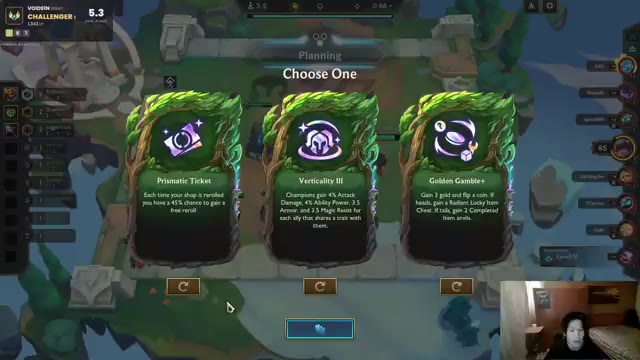 VOIDSIN
CHALLENGER I
5.3
8 7
Planning
Choose One
Prismatic Ticket
Each time your shop is rerolled
you have a 45% chance to gain a
free reroll
Verticality III
Champions gain 4% Attack
Damage, 4% Ability Power, 3.5
Armor, and 3.5 Magic Resist for
each ally that shares a trait with
them.
Golden Gamble+
Gain 3 gold and flip a coin. If
heads, gain a Radiant Lucky Item
Chest. If tails, gain 2 Completed
Item anvils.
85